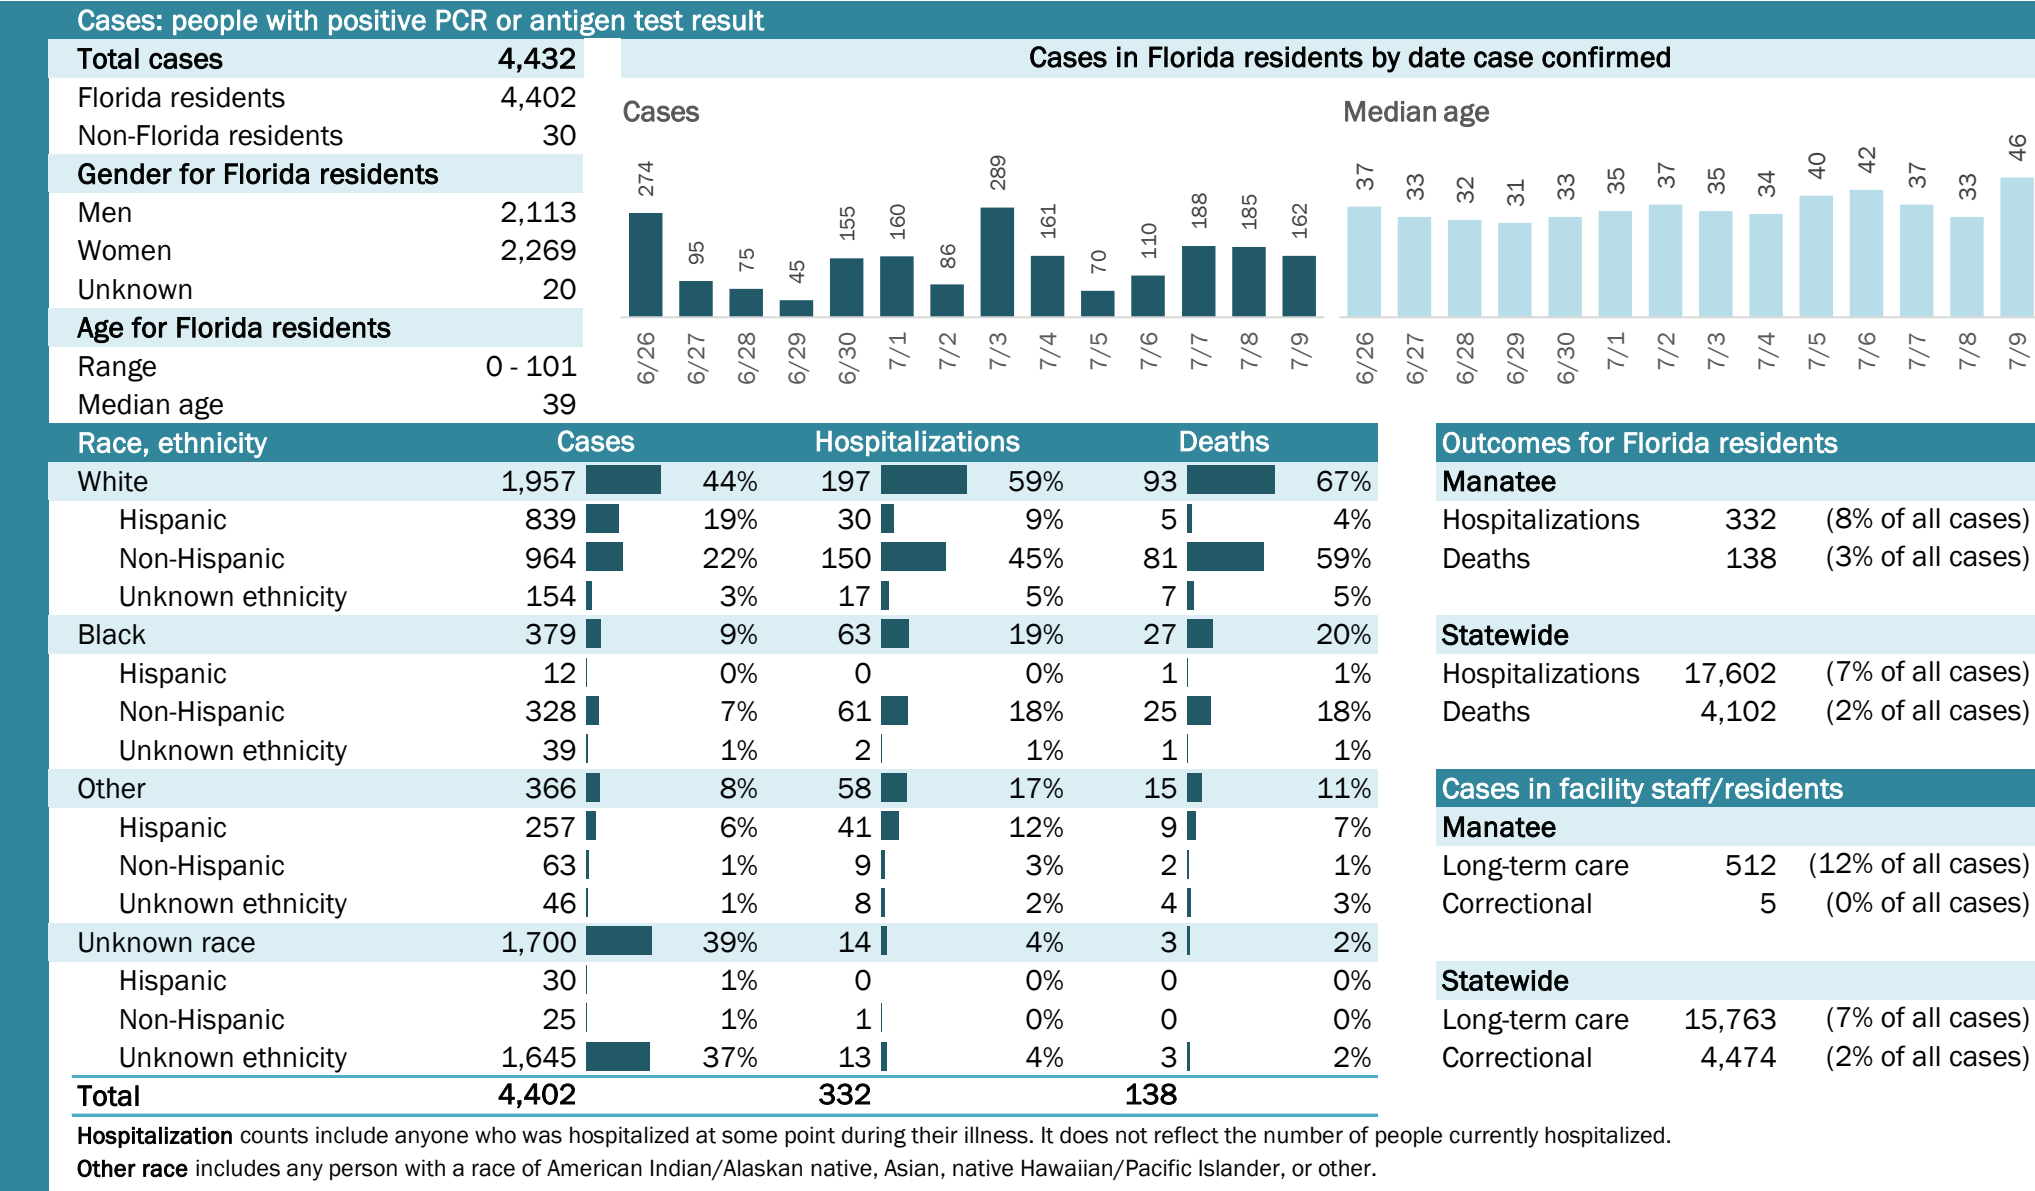 Cases: people with positive PCR or antigen test result
Total cases 4,432
Florida residents 4,402
Non-Florida residents 30
Gender for Florida residents
Men 2,113
Women 2,269
Unknown 20
Age for Florida residents
Range 0 - 101
Median age 39
Cases in Florida residents by date case confirmed
Cases
274 95 75 45 155 160 86 289 161 70 110 188 185 162
6/26 6/27 6/28 6/29 6/30 7/1 7/2 7/3 7/4 7/5 7/6 7/7 7/8 7/9
Median age
37 33 32 31 33 35 37 35 34 40 42 37 33 46
6/26 6/27 6/28 6/29 6/30 7/1 7/2 7/3 7/4 7/5 7/6 7/7 7/8 7/9
Race, ethnicity Cases Hospitalizations Deaths
White 1,957 44% 197 59% 93 67%
Hispanic 839 19% 30 9% 5 4%
Non-Hispanic 964 22% 150 45% 81 59%
Unknown ethnicity 154 3% 17 5% 7 5%
Black 379 9% 63 19% 27 20%
Hispanic 12 0% 0 0% 1 1%
Non-Hispanic 328 7% 61 18% 25 18%
Unknown ethnicity 39 1% 2 1% 1 1%
Other 366 8% 58 17% 15 11%
Hispanic 257 6% 41 12% 9 7%
Non-Hispanic 63 1% 9 3% 2 1%
Unknown ethnicity 46 1% 8 2% 4 3%
Unknown race 1,700 39% 14 4% 3 2%
Hispanic 30 1% 0 0% 0 0%
Non-Hispanic 25 1% 1 0% 0 0%
Unknown ethnicity 1,645 37% 13 4% 3 2%
Total 4,402 332 138
Outcomes for Florida residents
Manatee
Hospitalizations 332 (8% of all cases)
Deaths 138 (3% of all cases)
Statewide
Hospitalizations 17,602 (7% of all cases)
Deaths 4,102 (2% of all cases)
Cases in facility staff/residents
Manatee
Long-term care 512 (12% of all cases)
Correctional 5 (0% of all cases)
Statewide
Long-term care 15,763 (7% of all cases)
Correctional 4,474 (2% of all cases)
Hospitalization counts include anyone who was hospitalized at some point during their illness. It does not reflect the number of people currently hospitalized.
Other race includes any person with a race of American Indian/Alaskan native, Asian, native Hawaiian/Pacific Islander, or other.